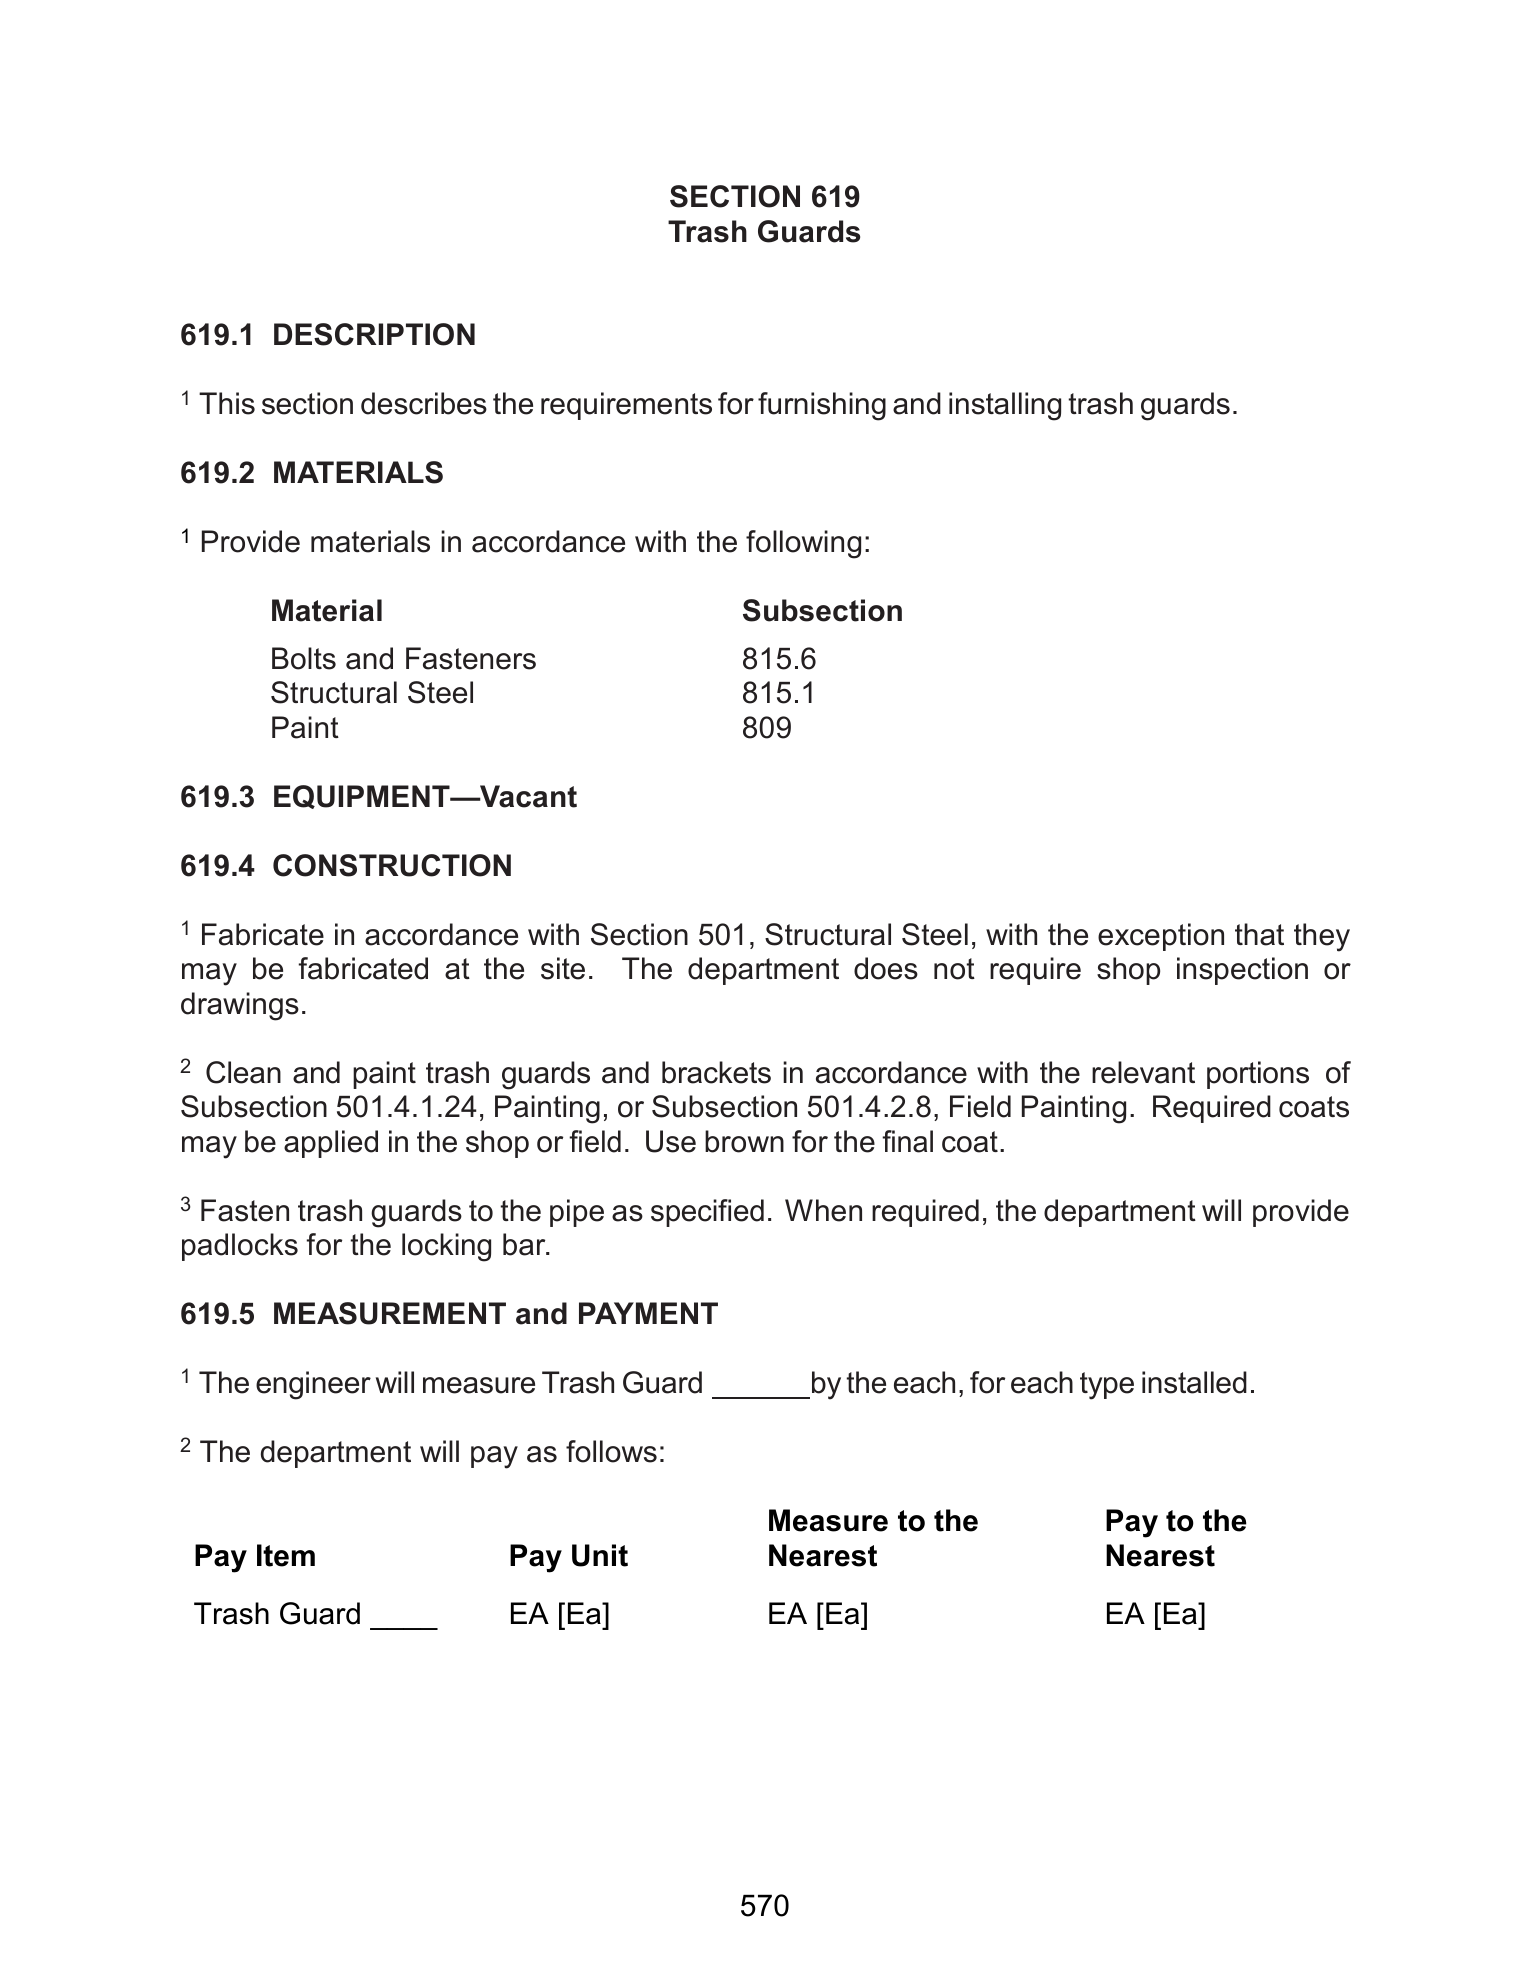 SECTION 619
Trash Guards
619.1 DESCRIPTION
1 This section describes the requirements for furnishing and installing trash guards.
619.2 MATERIALS
1 Provide materials in accordance with the following:
Material Subsection
Bolts and Fasteners 815.6
Structural Steel 815.1
Paint 809
619.3 EQUIPMENT—Vacant
619.4 CONSTRUCTION
1 Fabricate in accordance with Section 501, Structural Steel, with the exception that they
may be fabricated at the site. The department does not require shop inspection or
drawings.
2 Clean and paint trash guards and brackets in accordance with the relevant portions of
Subsection 501.4.1.24, Painting, or Subsection 501.4.2.8, Field Painting. Required coats
may be applied in the shop or field. Use brown for the final coat.
3 Fasten trash guards to the pipe as specified. When required, the department will provide
padlocks for the locking bar.
619.5 MEASUREMENT and PAYMENT
1 The engineer will measure Trash Guard ______by the each, for each type installed.
2 The department will pay as follows:
Measure to the Pay to the
Pay Item Pay Unit Nearest Nearest
Trash Guard ____ EA [Ea] EA [Ea] EA [Ea]
570